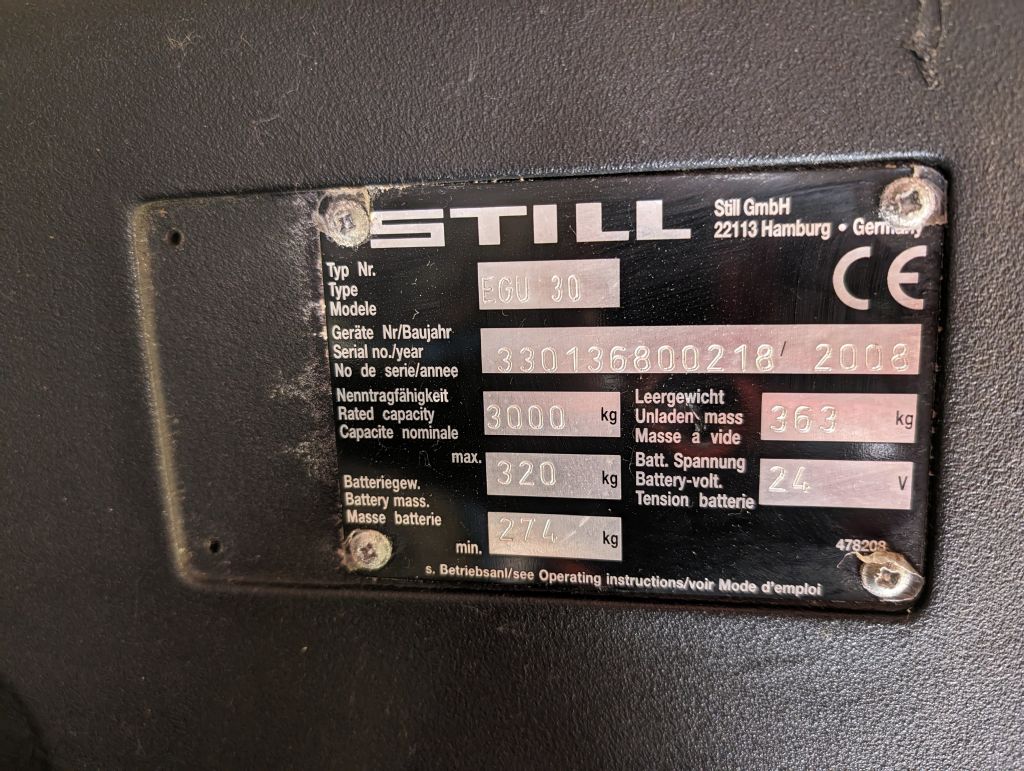 STILL
Still GmbH
22113 Hamburg • Germany
CE
Typ Nr.
Type
Modele
EGU 30
Geräte Nr/Baujahr
Serial no./year
No de serie/annee
330136800218 / 2008
Nenntragfähigkeit
Rated capacity
Capacite nominale
3000 kg
Leergewicht
Unladen mass
Masse à vide
363 kg
Batteriegew.
Battery mass.
Masse batterie
max. 320 kg
min. 274 kg
Batt. Spannung
Battery-volt.
Tension batterie
24 V
478208
s. Betriebsanl/see Operating instructions/voir Mode d'emploi